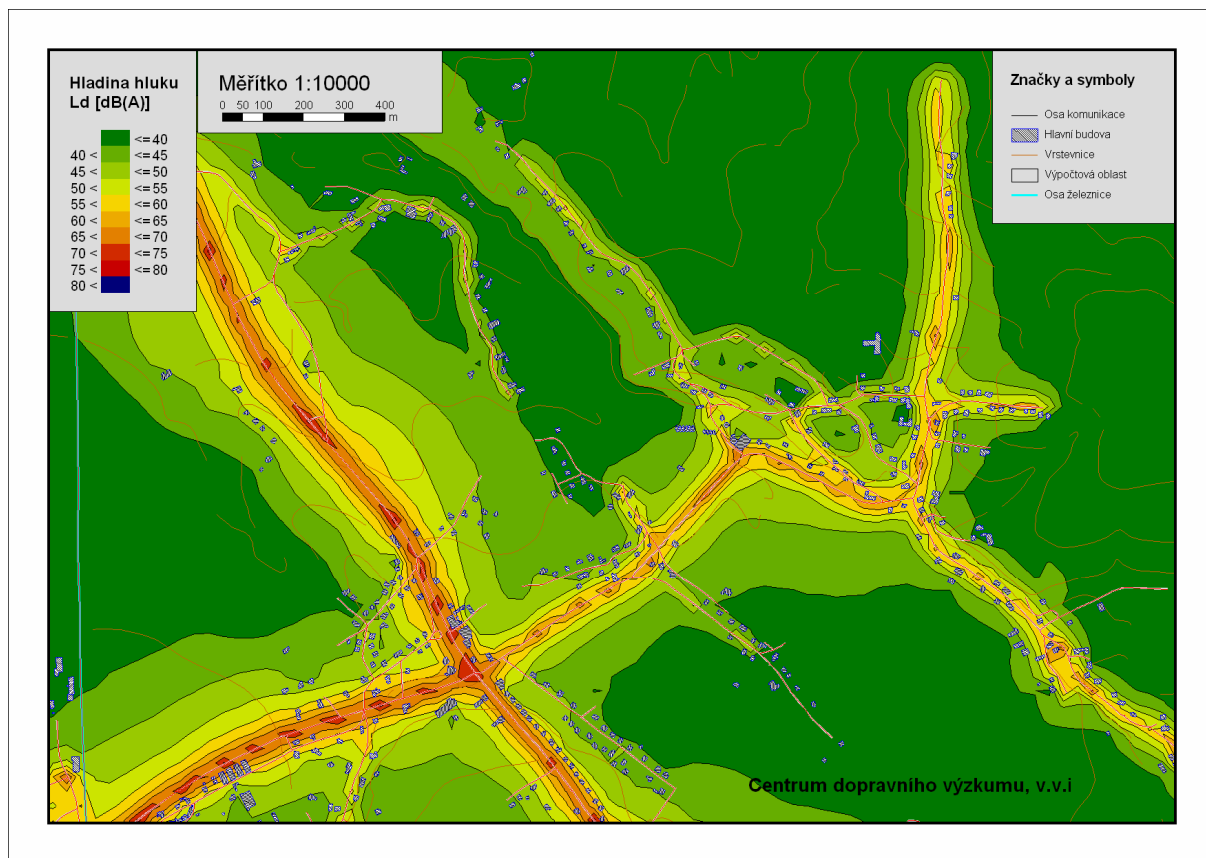 Hladina hluku
Ld [dB(A)]
<=40
40 < <=45
45 < <=50
50 < <=55
55 < <=60
60 < <=65
65 < <=70
70 < <=75
75 < <=80
80 <
Měřítko 1:10000
0 50 100 200 300 400
m
Značky a symboly
Osa komunikace
Hlavní budova
Vrstevnice
Výpočtová oblast
Osa železnice
Centrum dopravního výzkumu, v.v.i